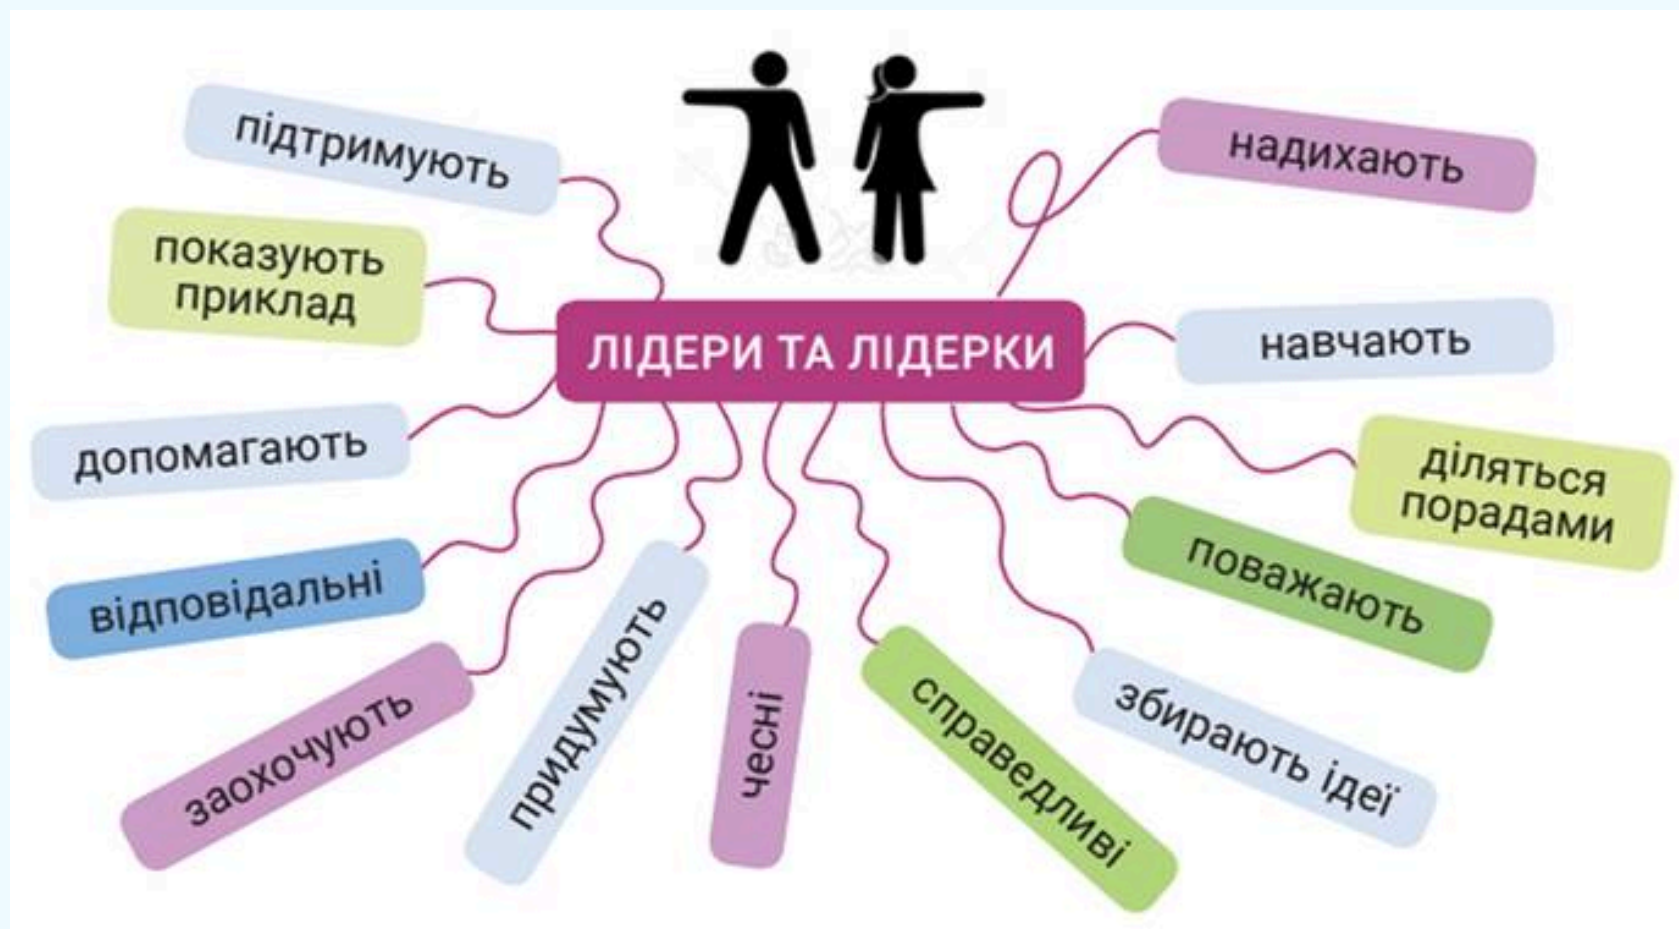 підтримують
надихають
показують
приклад
ЛІДЕРИ ТА ЛІДЕРКИ
навчають
допомагають
діляться
порадами
відповідальні
поважають
заохочують
придумують
чесні
справедливі
збирають ідеї